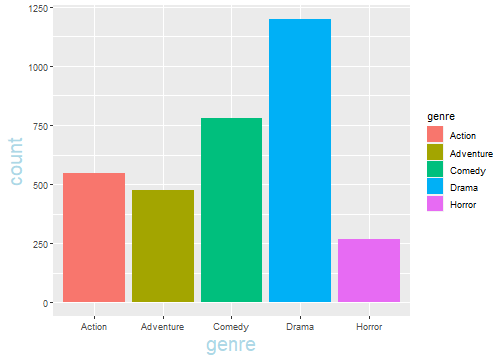 1250
1000
750
500
250
0
count
Action Adventure Comedy Drama Horror
genre
genre
Action
Adventure
Comedy
Drama
Horror